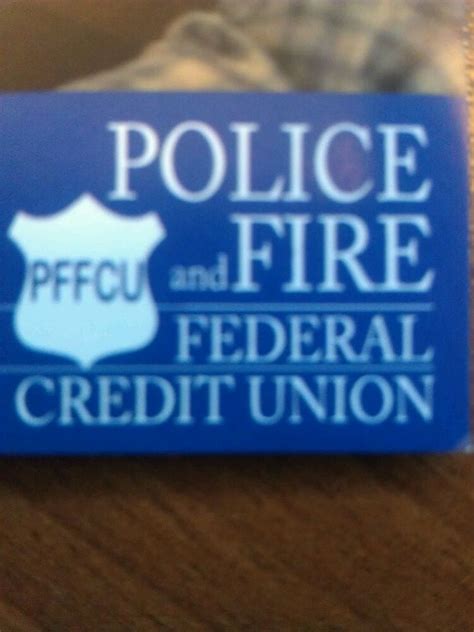 POLICE
and FIRE
PFFCU
FEDERAL
CREDIT UNION